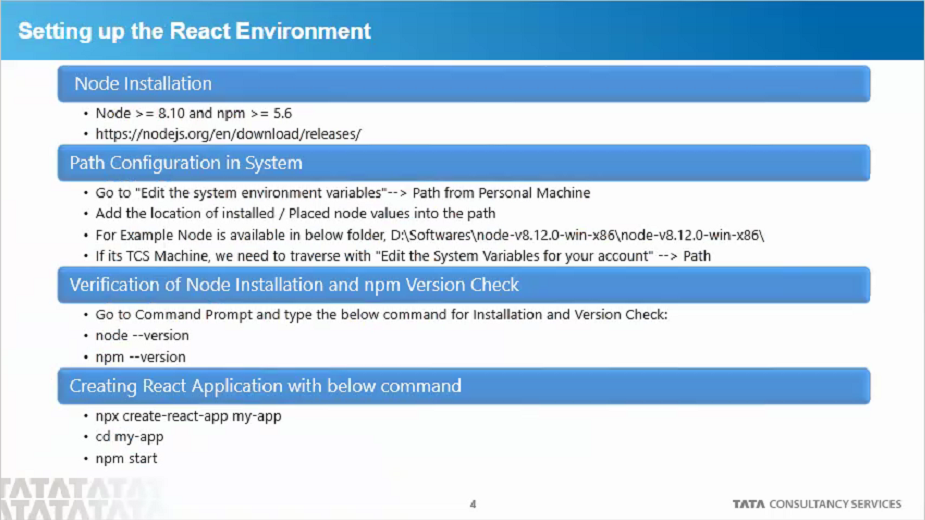 Setting up the React Environment
Node Installation
• Node >= 8.10 and npm >= 5.6
• https://nodejs.org/en/download/releases/
Path Configuration in System
• Go to "Edit the system environment variables"--> Path from Personal Machine
• Add the location of installed / Placed node values into the path
• For Example Node is available in below folder, D:\Softwares\node-v8.12.0-win-x86\node-v8.12.0-win-x86\
• If its TCS Machine, we need to traverse with "Edit the System Variables for your account" --> Path
Verification of Node Installation and npm Version Check
• Go to Command Prompt and type the below command for Installation and Version Check:
• node --version
• npm --version
Creating React Application with below command
• npx create-react-app my-app
• cd my-app
• npm start
TATATATA
TATATATA
4
TATA CONSULTANCY SERVICES